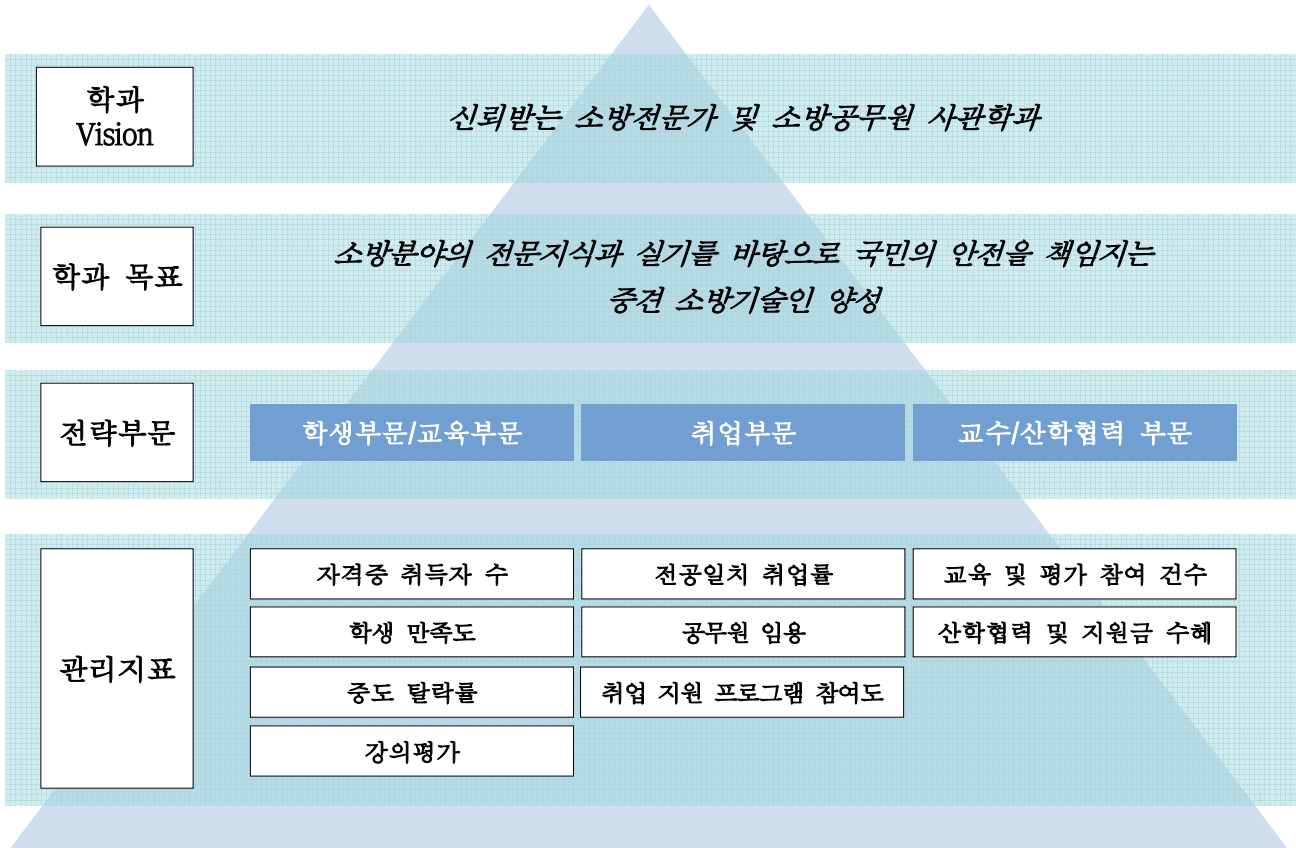 학과
Vision
신뢰받는 소방전문가 및 소방공무원 사관학과
학과 목표
소방분야의 전문지식과 실기를 바탕으로 국민의 안전을 책임지는
중견 소방기술인 양성
전략부문
학생부문/교육부문
취업부문
교수/산학협력 부문
관리지표
자격증 취득자 수
전공일치 취업률
교육 및 평가 참여 건수
학생 만족도
공무원 임용
산학협력 및 지원금 수혜
중도 탈락률
취업 지원 프로그램 참여도
강의평가